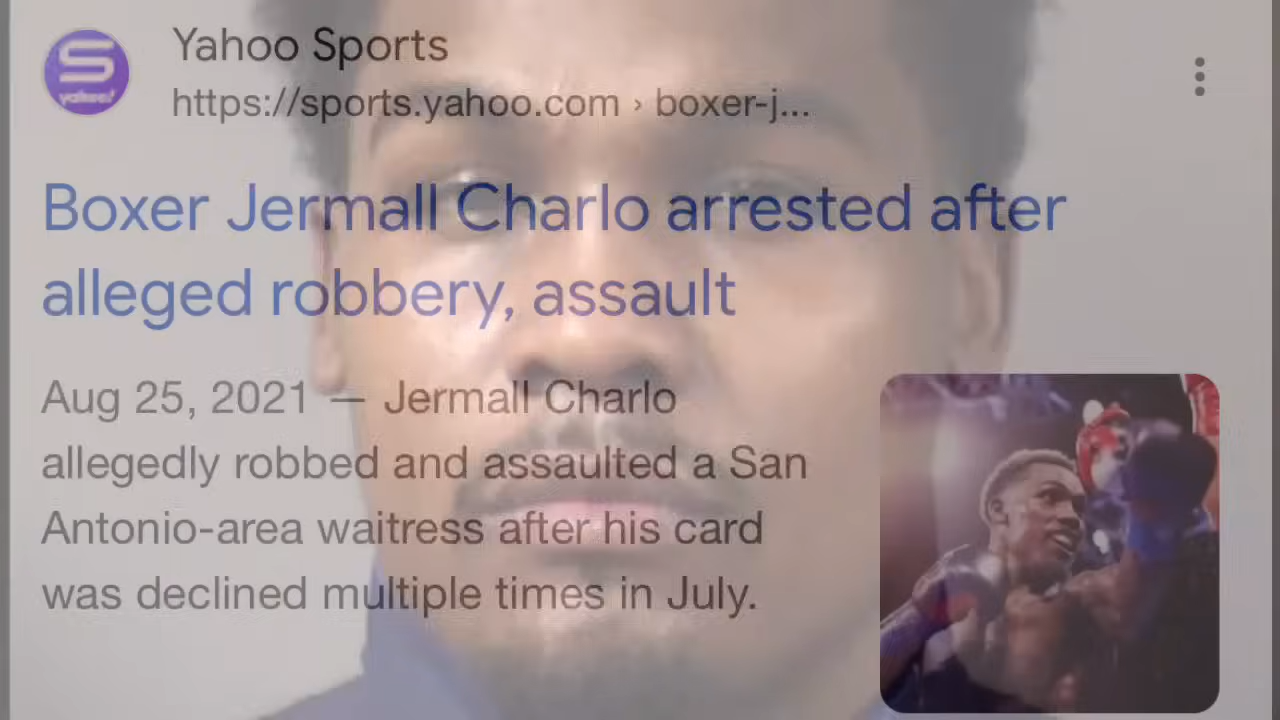 Yahoo Sports
https://sports.yahoo.com › boxer-j...
Boxer Jermall Charlo arrested after
alleged robbery, assault
Aug 25, 2021 — Jermall Charlo
allegedly robbed and assaulted a San
Antonio-area waitress after his card
was declined multiple times in July.
S
yahoo!